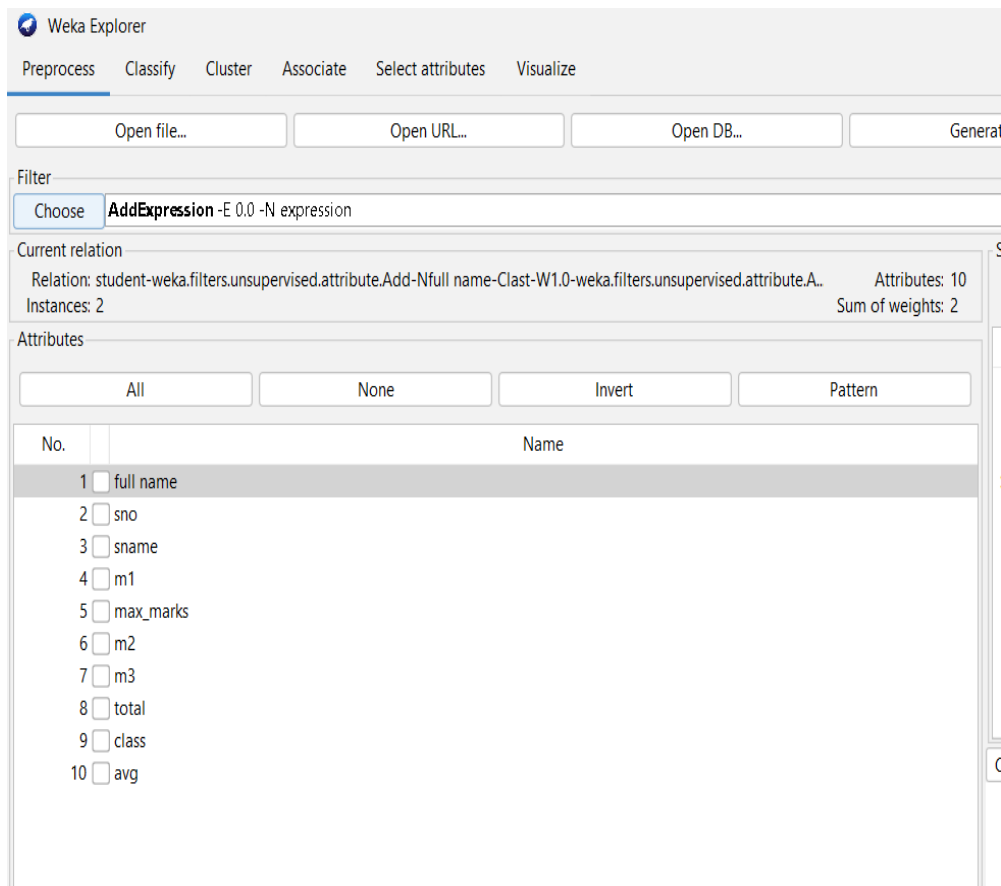 Weka Explorer
Preprocess Classify Cluster Associate Select attributes Visualize
Open file... Open URL... Open DB...
Filter
Choose AddExpression -E 0.0 -N expression
Current relation
Relation: student-weka.filters.unsupervised.attribute.Add-Nfull name-Clast-W1.0-weka.filters.unsupervised.attribute.A.. Attributes: 10
Instances: 2 Sum of weights: 2
Attributes
All None Invert Pattern
No. Name
1 full name
2 sno
3 sname
4 m1
5 max_marks
6 m2
7 m3
8 total
9 class
10 avg